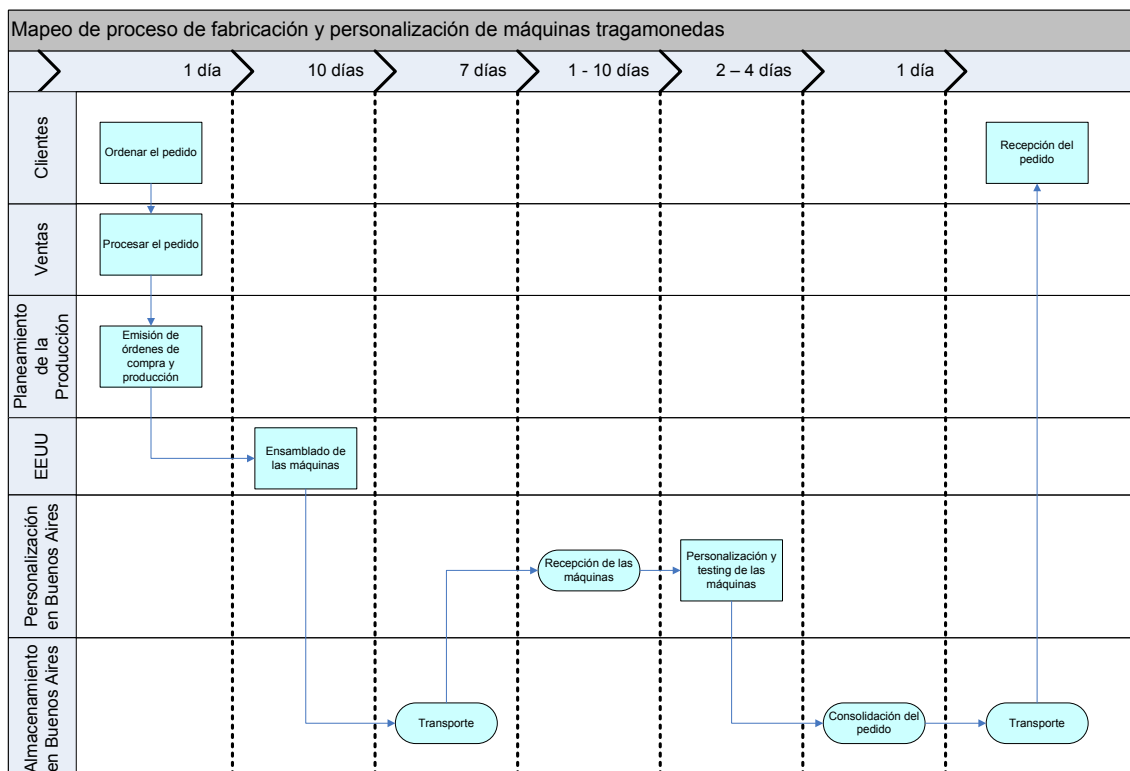 Mapeo de proceso de fabricación y personalización de máquinas tragamonedas
1 día
10 días
7 días
1 - 10 días
2 – 4 días
1 día
Clientes
Ordenar el pedido
Recepción del
pedido
Ventas
Procesar el pedido
Planeamiento
de la
Producción
Emisión de
órdenes de
compra y
producción
EEUU
Ensamblado de
las máquinas
Personalización
en Buenos Aires
Recepción de las
máquinas
Personalización y
testing de las
máquinas
Almacenamiento
en Buenos Aires
Transporte
Consolidación del
pedido
Transporte